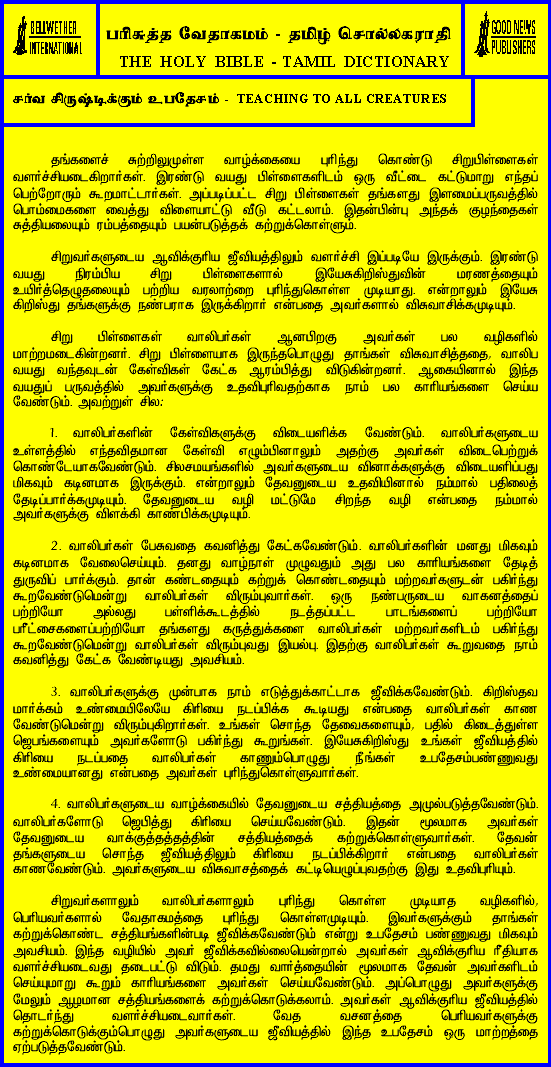 BELLWETHER
INTERNATIONAL
பரிசுத்த வேதாகமம் - தமிழ் சொல்லகராதி
THE HOLY BIBLE - TAMIL DICTIONARY
GOOD NEWS
PUBLISHERS
சர்வ சிருஷ்டிக்கும் உபதேசம் - TEACHING TO ALL CREATURES
தங்களைச் சுற்றிலுமுள்ள வாழ்க்கையை புரிந்து கொண்டு சிறுபிள்ளைகள்
வளர்ச்சியடைகிறார்கள். இரண்டு வயது பிள்ளைகளிடம் ஒரு வீட்டை கட்டுமாறு எந்தப்
பெற்றோரும் கூறமாட்டார்கள். அப்படிப்பட்ட சிறு பிள்ளைகள் தங்களது இளமைப்பருவத்தில்
பொம்மைகளை வைத்து விளையாட்டு வீடு கட்டலாம். இதன்பின்பு அந்தக் குழந்தைகள்
சுத்தியலையும் ரம்பத்தையும் பயன்படுத்தக் கற்றுக்கொள்ளும்.
சிறுவர்களுடைய ஆவிக்குரிய ஜீவியத்திலும் வளர்ச்சி இப்படியே இருக்கும். இரண்டு
வயது நிரம்பிய சிறு பிள்ளைகளால் இயேசுகிறிஸ்துவின் மரணத்தையும்
உயிர்த்தெழுதலையும் பற்றிய வரலாற்றை புரிந்துகொள்ள முடியாது. என்றாலும் இயேசு
கிறிஸ்து தங்களுக்கு நண்பராக இருக்கிறார் என்பதை அவர்களால் விசுவாசிக்கமுடியும்.
சிறு பிள்ளைகள் வாலிபர்கள் ஆனபிறகு அவர்கள் பல வழிகளில்
மாற்றமடைகின்றனர். சிறு பிள்ளையாக இருந்தபொழுது தாங்கள் விசுவாசித்ததை, வாலிப
வயது வந்தவுடன் கேள்விகள் கேட்க ஆரம்பித்து விடுகின்றனர். ஆகையினால் இந்த
வயதுப் பருவத்தில் அவர்களுக்கு உதவிபுரிவதற்காக நாம் பல காரியங்களை செய்ய
வேண்டும். அவற்றுள் சில:
1. வாலிபர்களின் கேள்விகளுக்கு விடையளிக்க வேண்டும். வாலிபர்களுடைய
உள்ளத்தில் எந்தவிதமான கேள்வி எழும்பினாலும் அதற்கு அவர்கள் விடைபெற்றுக்
கொண்டேயாகவேண்டும். சிலசமயங்களில் அவர்களுடைய வினாக்களுக்கு விடையளிப்பது
மிகவும் கடினமாக இருக்கும். என்றாலும் தேவனுடைய உதவியினால் நம்மால் பதிலைத்
தேடிப்பார்க்கமுடியும். தேவனுடைய வழி மட்டுமே சிறந்த வழி என்பதை நம்மால்
அவர்களுக்கு விளக்கி காண்பிக்கமுடியும்.
2. வாலிபர்கள் பேசுவதை கவனித்து கேட்கவேண்டும். வாலிபர்களின் மனது மிகவும்
கடினமாக வேலைசெய்யும். தனது வாழ்நாள் முழுவதும் அது பல காரியங்களை தேடித்
துருவிப் பார்க்கும். தான் கண்டதையும் கற்றுக் கொண்டதையும் மற்றவர்களுடன் பகிர்ந்து
கூறவேண்டுமென்று வாலிபர்கள் விரும்புவார்கள். ஒரு நண்பருடைய வாகனத்தைப்
பற்றியோ அல்லது பள்ளிக்கூடத்தில் நடத்தப்பட்ட பாடங்களைப் பற்றியோ
பரீட்சைகளைப்பற்றியோ தங்களது கருத்துக்களை வாலிபர்கள் மற்றவர்களிடம் பகிர்ந்து
கூறவேண்டுமென்று வாலிபர்கள் விரும்புவது இயல்பு. இதற்கு வாலிபர்கள் கூறுவதை நாம்
கவனித்து கேட்க வேண்டியது அவசியம்.
3. வாலிபர்களுக்கு முன்பாக நாம் எடுத்துக்காட்டாக ஜீவிக்கவேண்டும். கிறிஸ்தவ
மார்க்கம் உண்மையிலேயே கிரியை நடப்பிக்க கூடியது என்பதை வாலிபர்கள் காண
வேண்டுமென்று விரும்புகிறார்கள். உங்கள் சொந்த தேவைகளையும், பதில் கிடைத்துள்ள
ஜெபங்களையும் அவர்களோடு பகிர்ந்து கூறுங்கள். இயேசுகிறிஸ்து உங்கள் ஜீவியத்தில்
கிரியை நடப்பதை வாலிபர்கள் காணும்பொழுது நீங்கள் உபதேசம்பண்ணுவது
உண்மையானது என்பதை அவர்கள் புரிந்துகொள்ளுவார்கள்.
4. வாலிபர்களுடைய வாழ்க்கையில் தேவனுடைய சத்தியத்தை அமுல்படுத்தவேண்டும்.
வாலிபர்களோடு ஜெபித்து கிரியை செய்யவேண்டும். இதன் மூலமாக அவர்கள்
தேவனுடைய வாக்குத்தத்தத்தின் சத்தியத்தைக் கற்றுக்கொள்ளுவார்கள். தேவன்
தங்களுடைய சொந்த ஜீவியத்திலும் கிரியை நடப்பிக்கிறார் என்பதை வாலிபர்கள்
காணவேண்டும். அவர்களுடைய விசுவாசத்தைக் கட்டியெழுப்புவதற்கு இது உதவிபுரியும்.
சிறுவர்களாலும் வாலிபர்களாலும் புரிந்து கொள்ள முடியாத வழிகளில்,
பெரியவர்களால் வேதாகமத்தை புரிந்து கொள்ளமுடியும். இவர்களுக்கும் தாங்கள்
கற்றுக்கொண்ட சத்தியங்களின்படி ஜீவிக்கவேண்டும் என்று உபதேசம் பண்ணுவது மிகவும்
அவசியம். இந்த வழியில் அவர் ஜீவிக்கவில்லையென்றால் அவர்கள் ஆவிக்குரிய ரீதியாக
வளர்ச்சியடைவது தடைபட்டு விடும். தமது வார்த்தையின் மூலமாக தேவன் அவர்களிடம்
செய்யுமாறு கூறும் காரியங்களை அவர்கள் செய்யவேண்டும். அப்பொழுது அவர்களுக்கு
மேலும் ஆழமான சத்தியங்களைக் கற்றுக்கொடுக்கலாம். அவர்கள் ஆவிக்குரிய ஜீவியத்தில்
தொடர்ந்து வளர்ச்சியடைவார்கள். வேத வசனத்தை பெரியவர்களுக்கு
கற்றுக்கொடுக்கும்பொழுது அவர்களுடைய ஜீவியத்தில் இந்த உபதேசம் ஒரு மாற்றத்தை
ஏற்படுத்தவேண்டும்.